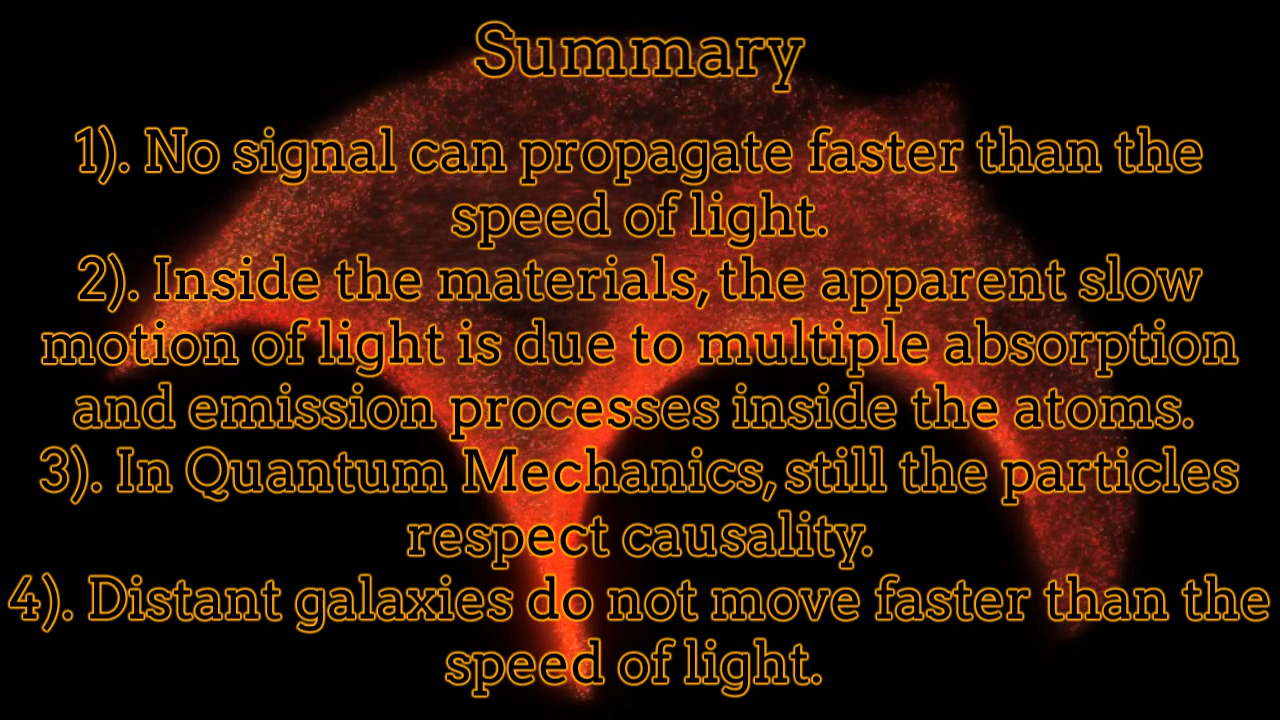 Summary
1). No signal can propagate faster than the
speed of light.
2). Inside the materials, the apparent slow
motion of light is due to multiple absorption
and emission processes inside the atoms.
3). In Quantum Mechanics, still the particles
respect causality.
4). Distant galaxies do not move faster than the
speed of light.